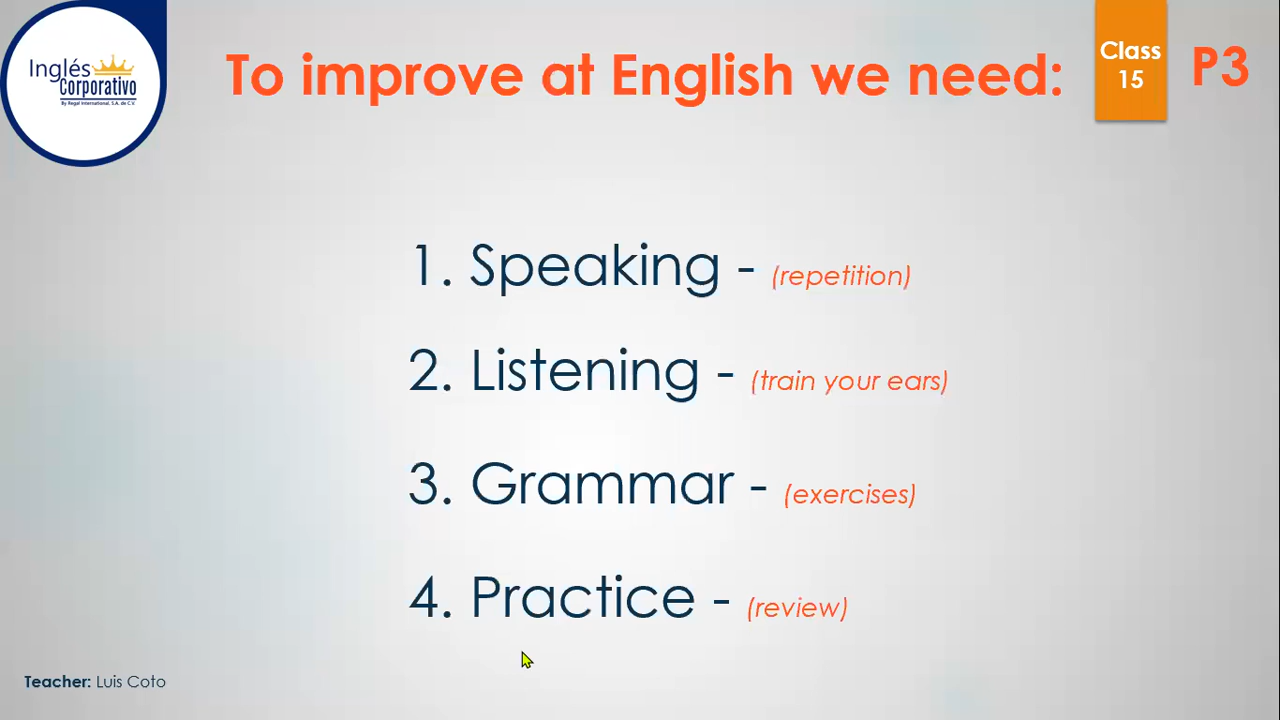 Inglés
Corporativo
By Regal International, S.A. de C.V.
To improve at English we need:
Class
15
P3
1. Speaking - (repetition)
2. Listening - (train your ears)
3. Grammar - (exercises)
4. Practice - (review)
Teacher: Luis Coto